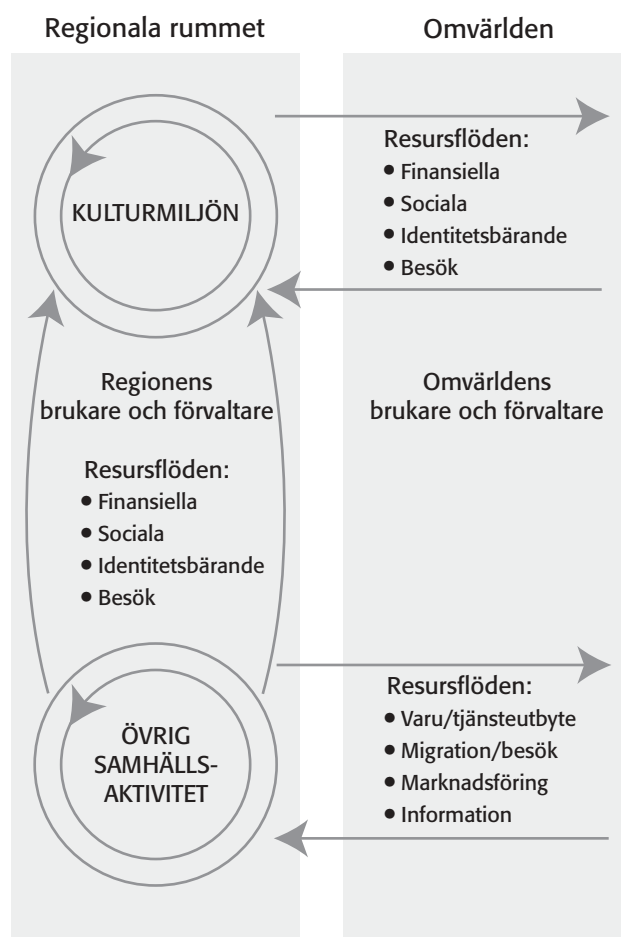 Regionala rummet
Omvärlden
KULTURMILJÖN
Resursflöden:
• Finansiella
• Sociala
• Identitetsbärande
• Besök
Regionens
brukare och förvaltare
Omvärldens
brukare och förvaltare
Resursflöden:
• Finansiella
• Sociala
• Identitetsbärande
• Besök
ÖVRIG
SAMHÄLLS-
AKTIVITET
Resursflöden:
• Varu/tjänsteutbyte
• Migration/besök
• Marknadsföring
• Information